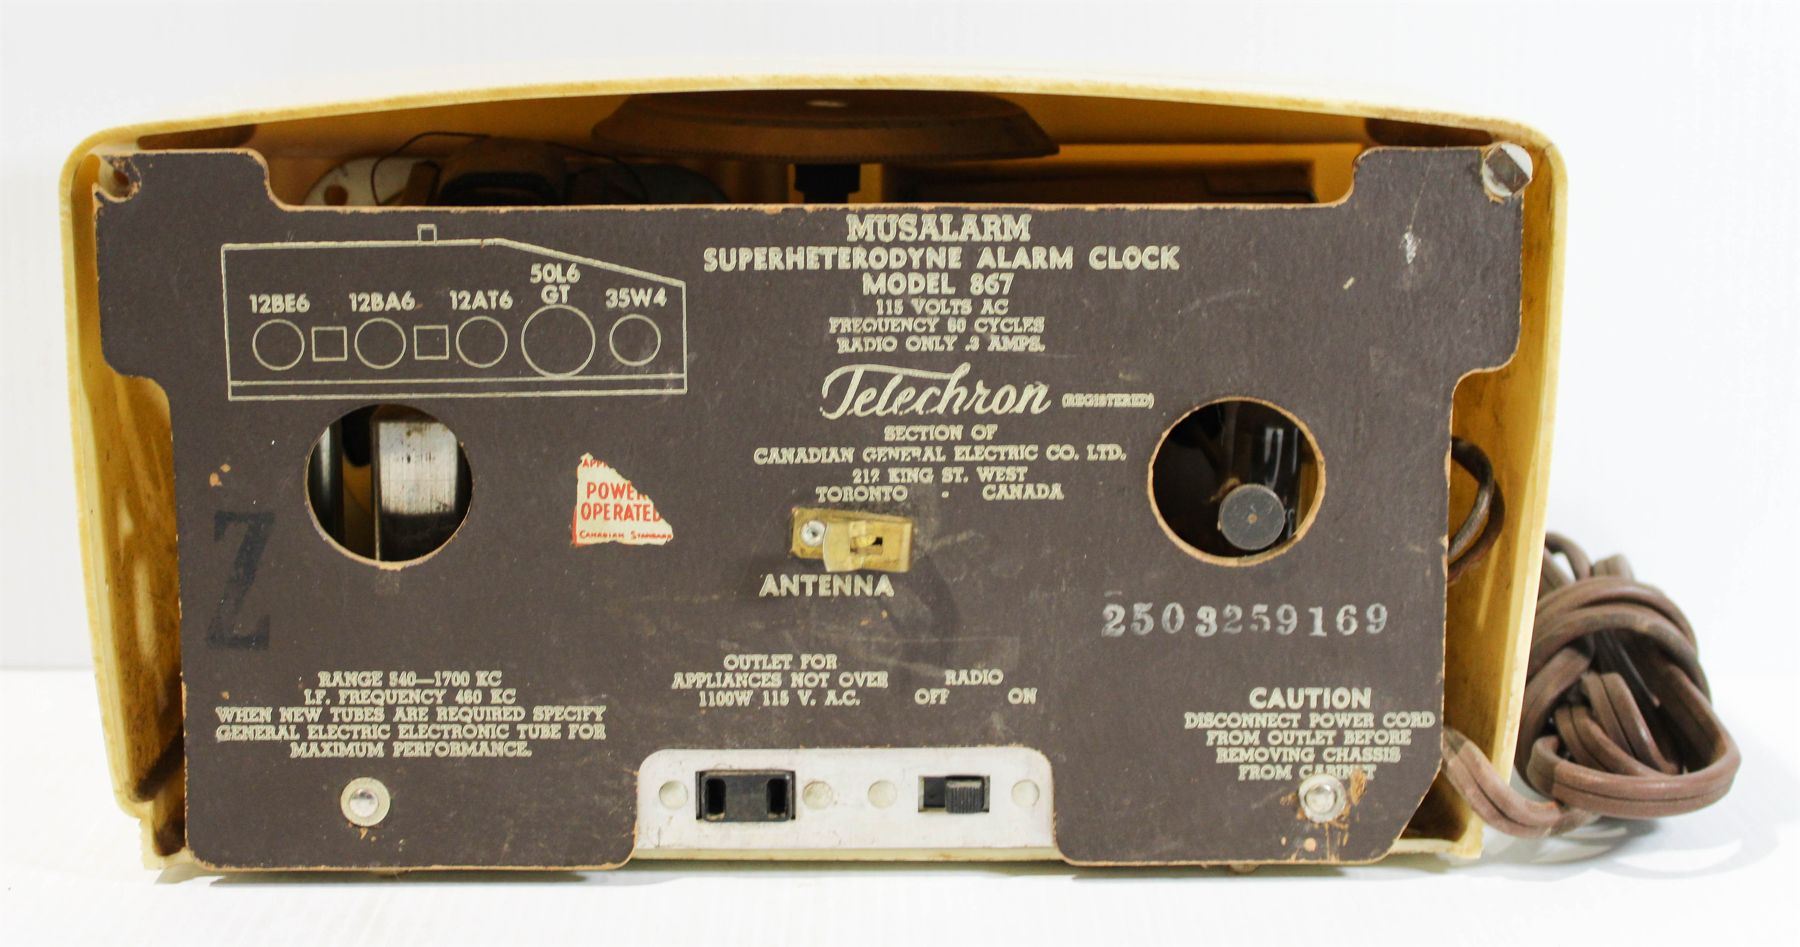 MUSALARM
SUPERHETERODYNE ALARM CLOCK
MODEL 867
115 VOLTS AC
FREQUENCY 60 CYCLES
RADIO ONLY .3 AMPS.
12BE6 12BA6 12AT6 50L6 GT 35W4
Telechron (REGISTERED)
SECTION OF
CANADIAN GENERAL ELECTRIC CO. LTD.
212 KING ST. WEST
TORONTO - CANADA
POWER
OPERATED
CANADIAN STANDARD
Z
ANTENNA
2503259169
RANGE 540—1700 KC
I.F. FREQUENCY 460 KC
WHEN NEW TUBES ARE REQUIRED SPECIFY
GENERAL ELECTRIC ELECTRONIC TUBE FOR
MAXIMUM PERFORMANCE.
OUTLET FOR
APPLIANCES NOT OVER
1100W 115 V. A.C.
RADIO
OFF ON
CAUTION
DISCONNECT POWER CORD
FROM OUTLET BEFORE
REMOVING CHASSIS
FROM CABINET